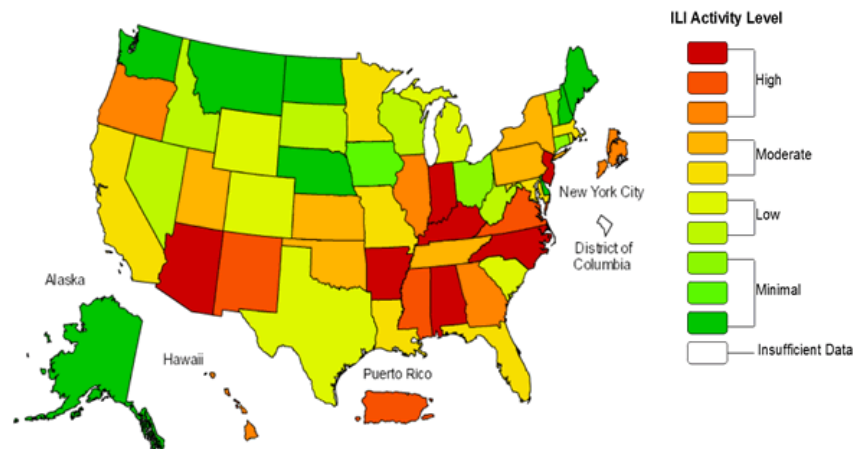 ILI Activity Level
High
Moderate
Low
Minimal
Insufficient Data
New York City
District of
Columbia
Alaska
Hawaii
Puerto Rico